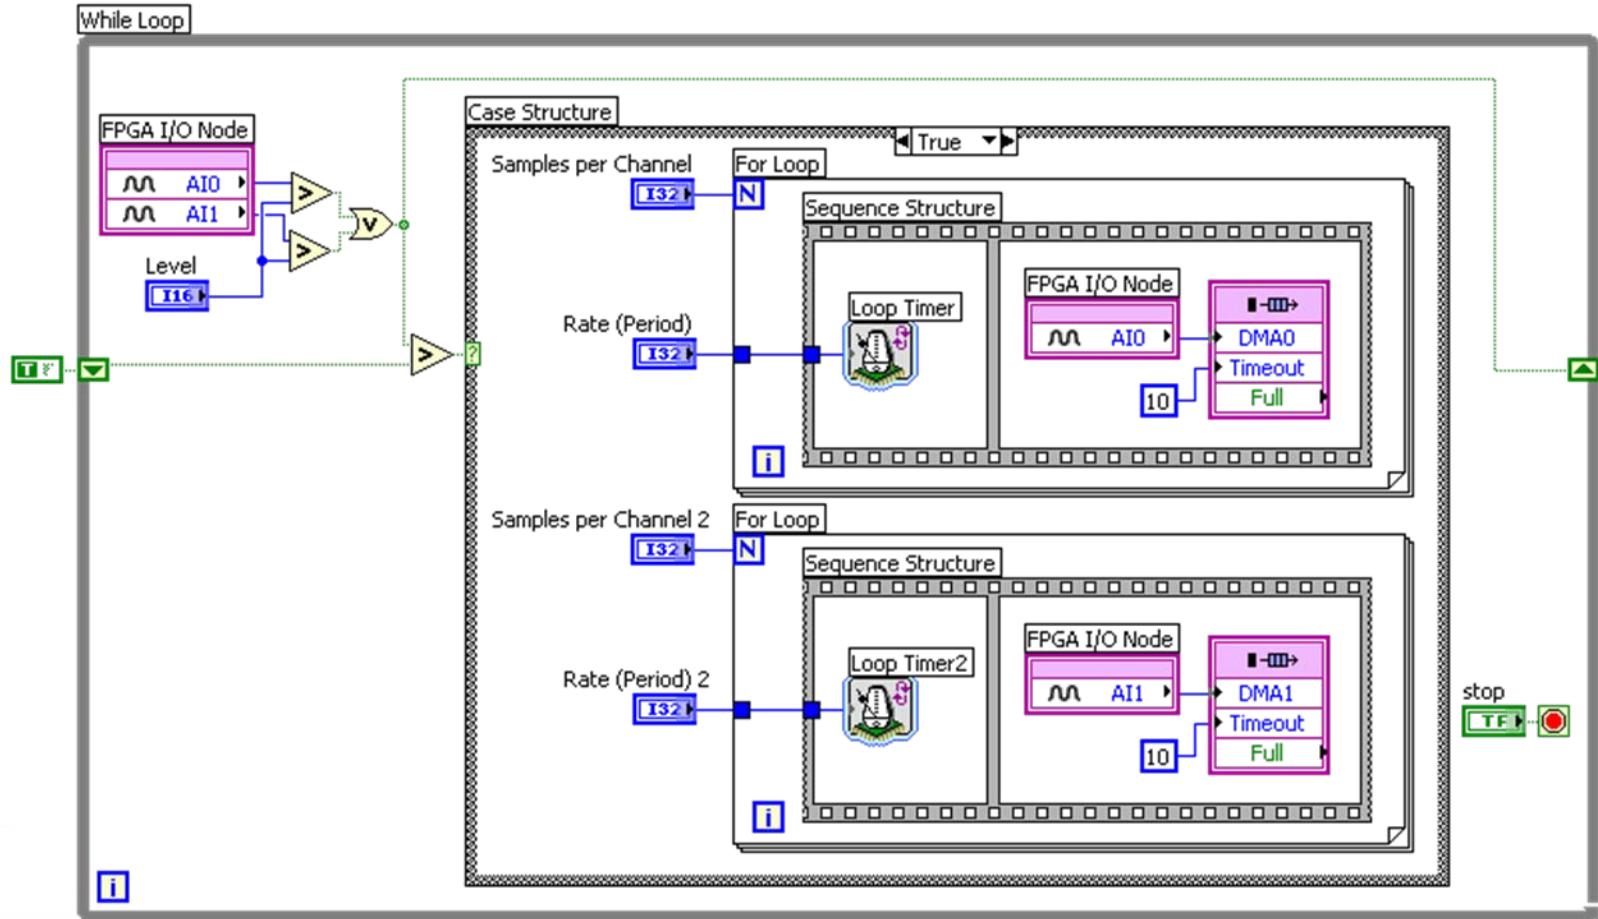 While Loop
FPGA I/O Node
AI0
AI1
>
>
V
Level
I16
T
>
?
Case Structure
True
Samples per Channel
I32
For Loop
N
Sequence Structure
Rate (Period)
I32
Loop Timer
FPGA I/O Node
AI0
DMA0
Timeout
10
Full
i
Samples per Channel 2
I32
For Loop
N
Sequence Structure
Rate (Period) 2
I32
Loop Timer2
FPGA I/O Node
AI1
DMA1
Timeout
10
Full
i
stop
TF
i